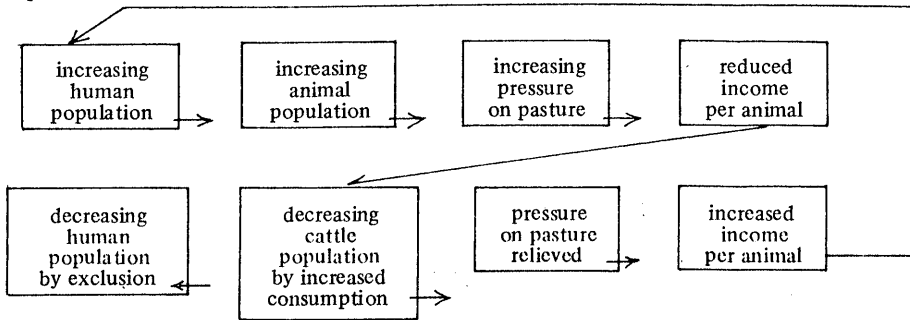 increasing
human
population
increasing
animal
population
increasing
pressure
on pasture
reduced
income
per animal
decreasing
human
population
by exclusion
decreasing
cattle
population
by increased
consumption
pressure
on pasture
relieved
increased
income
per animal